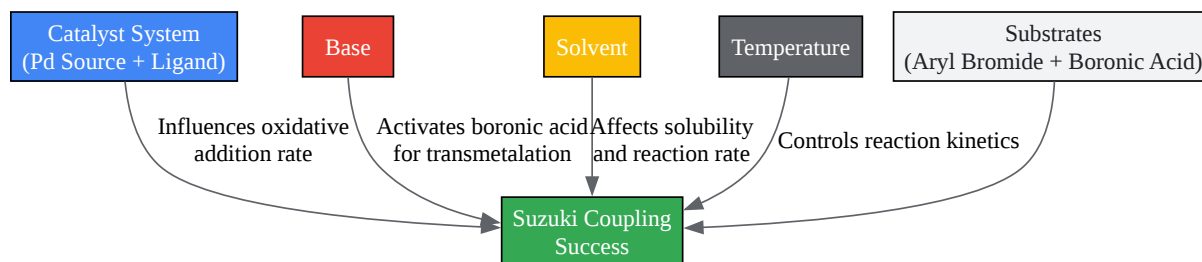 Catalyst System
(Pd Source + Ligand)
Base
Solvent
Temperature
Substrates
(Aryl Bromide + Boronic Acid)
Influences oxidative
addition rate
Activates boronic acid
for transmetalation
Affects solubility
and reaction rate
Controls reaction kinetics
Suzuki Coupling
Success